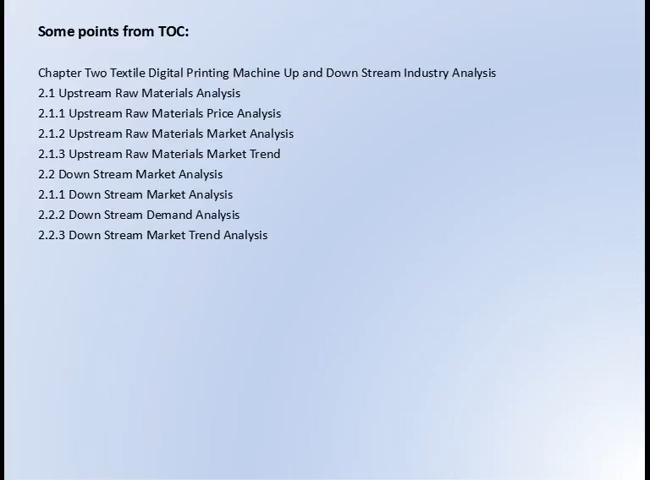 Some points from TOC:
Chapter Two Textile Digital Printing Machine Up and Down Stream Industry Analysis
2.1 Upstream Raw Materials Analysis
2.1.1 Upstream Raw Materials Price Analysis
2.1.2 Upstream Raw Materials Market Analysis
2.1.3 Upstream Raw Materials Market Trend
2.2 Down Stream Market Analysis
2.1.1 Down Stream Market Analysis
2.2.2 Down Stream Demand Analysis
2.2.3 Down Stream Market Trend Analysis